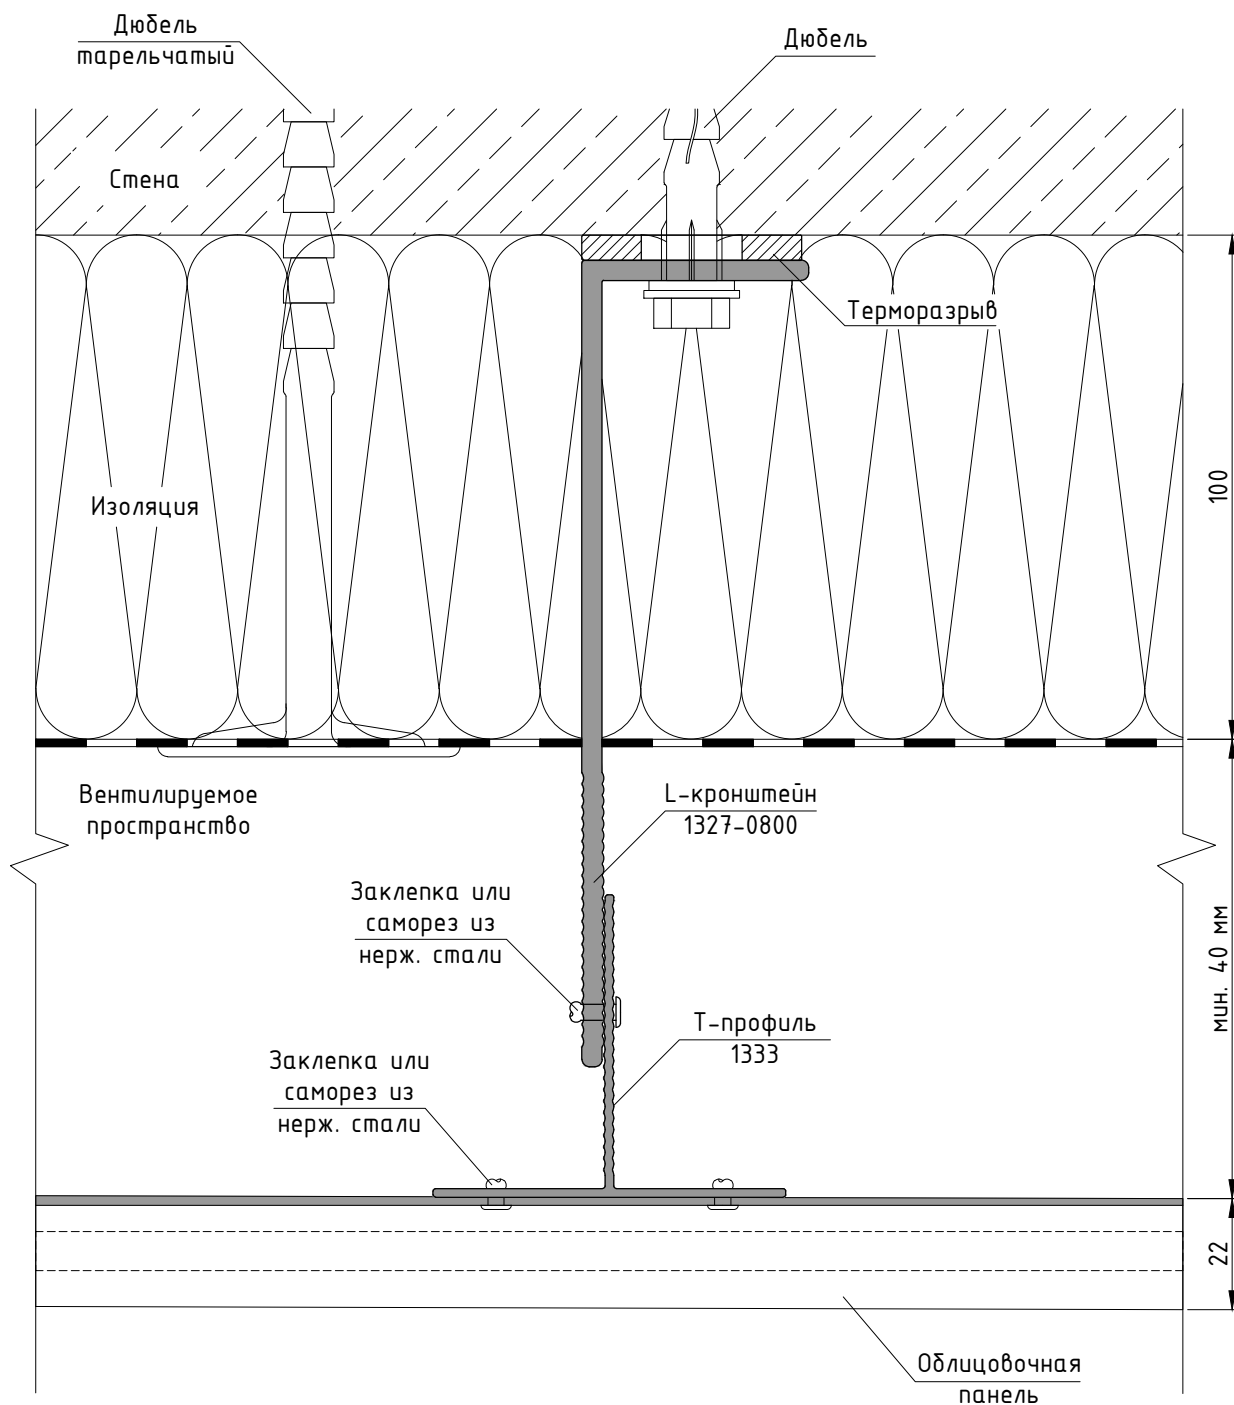 Дюбель
тарельчатый
Дюбель
Стена
Терморазрыв
100
Изоляция
Вентилируемое
пространство
L-кронштейн
1327-0800
Заклепка или
саморез из
нерж. стали
мин. 40 мм
Т-профиль
1333
Заклепка или
саморез из
нерж. стали
22
Облицовочная
панель